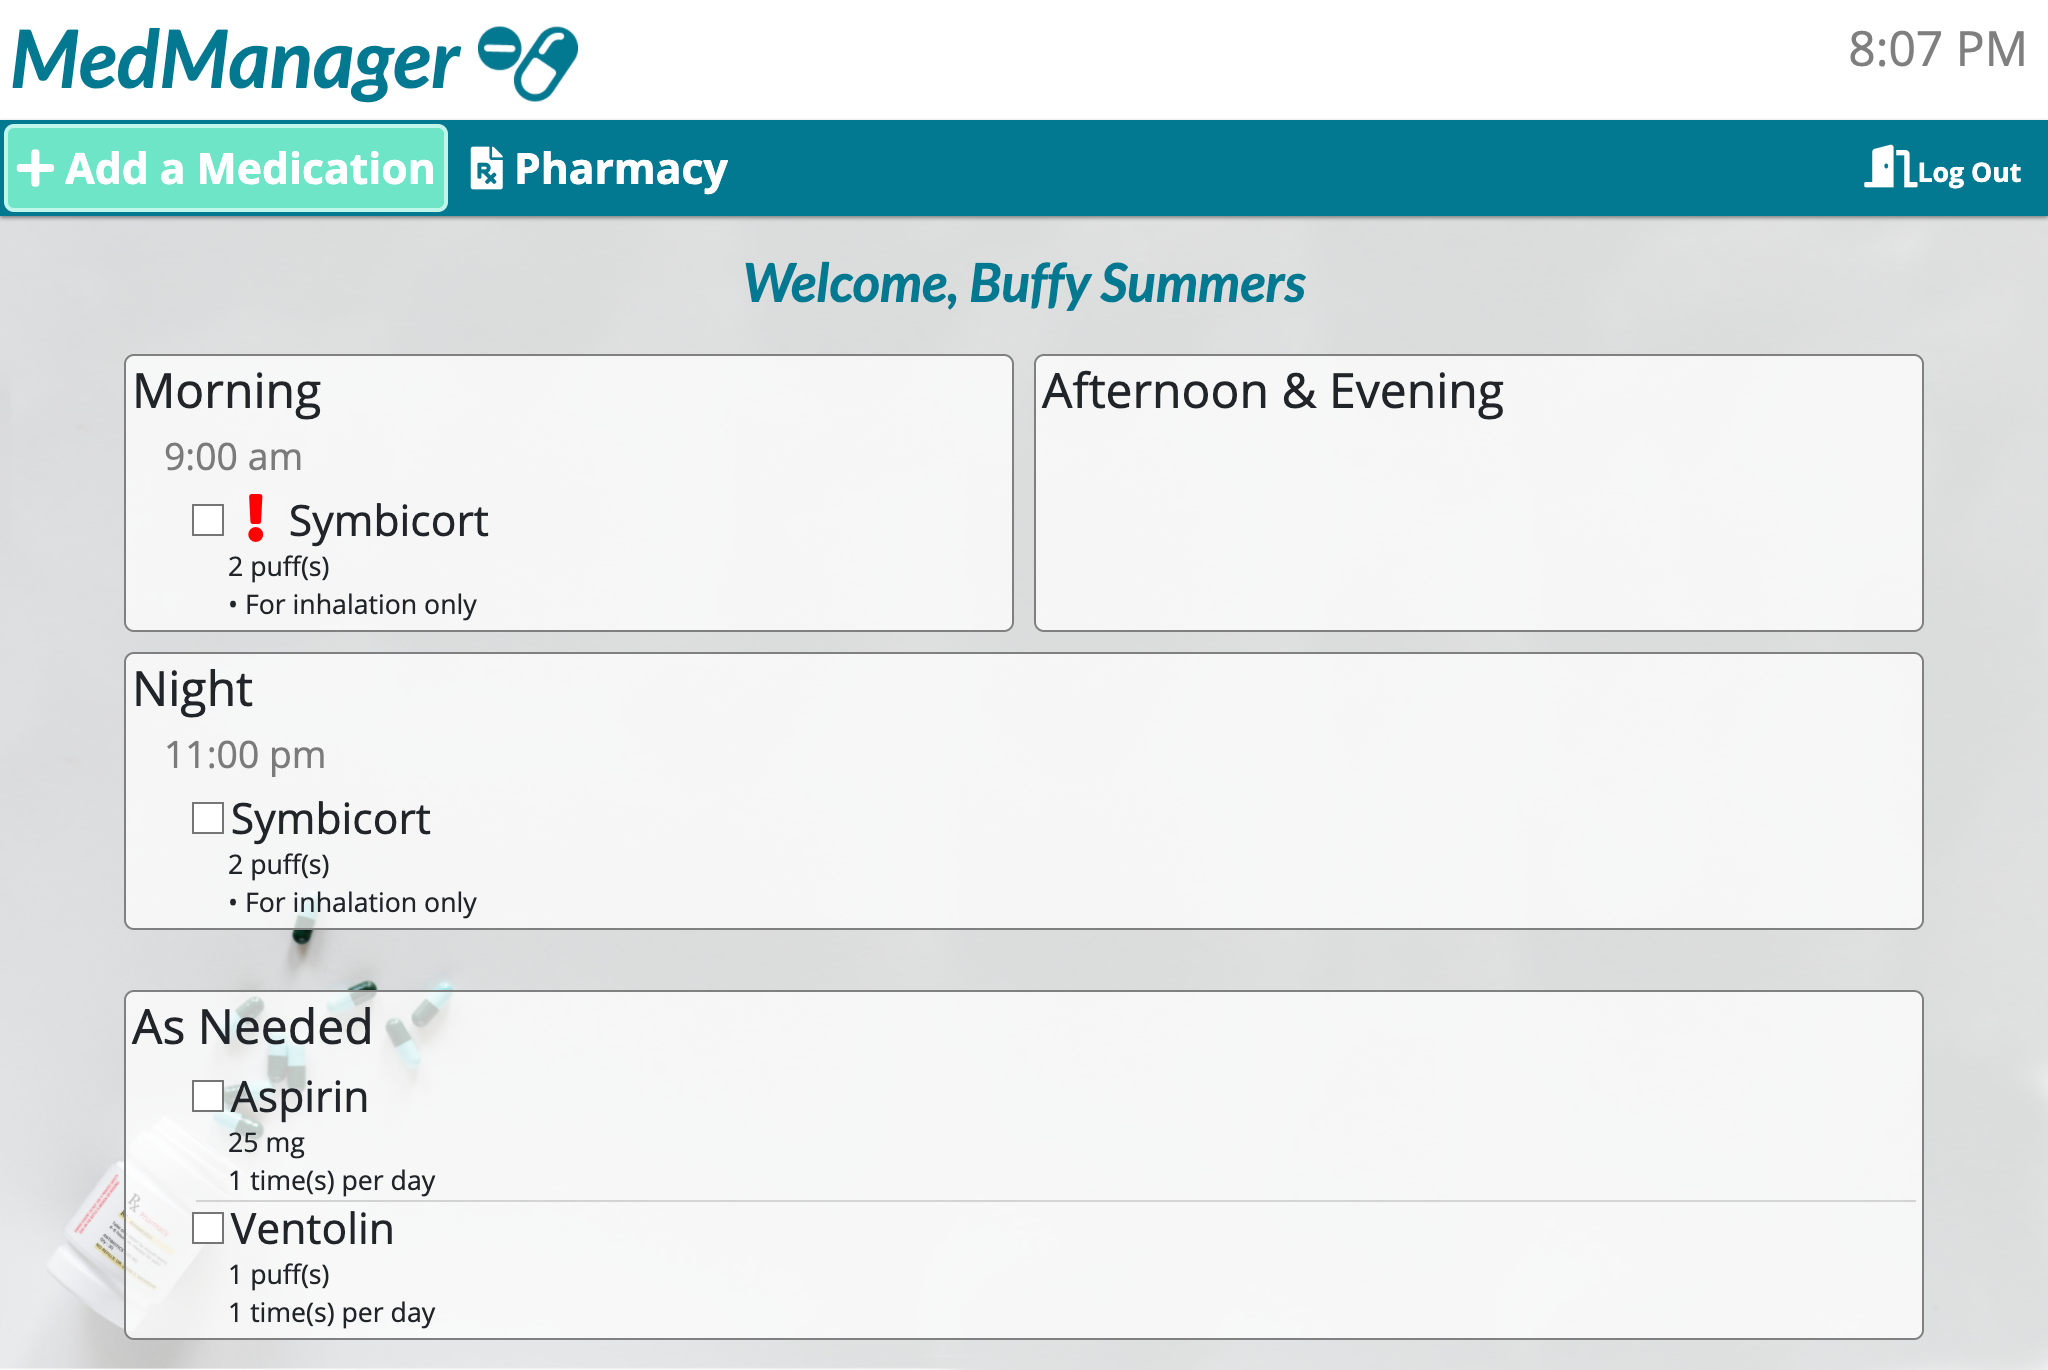 MedManager
8:07 PM
Add a Medication
Pharmacy
Log Out
Welcome, Buffy Summers
Morning
9:00 am
Symbicort
2 puff(s)
• For inhalation only
Afternoon & Evening
Night
11:00 pm
Symbicort
2 puff(s)
• For inhalation only
As Needed
Aspirin
25 mg
1 time(s) per day
Ventolin
1 puff(s)
1 time(s) per day